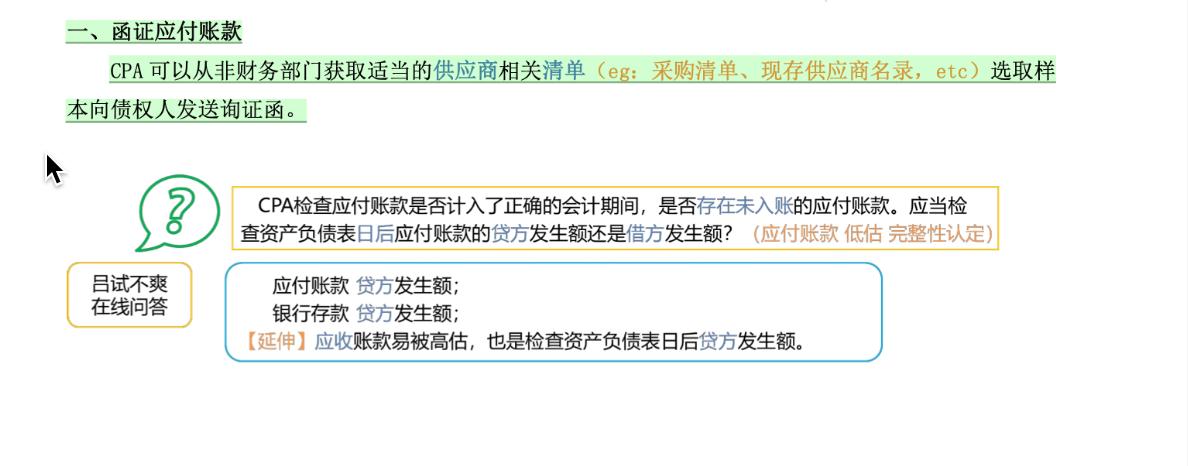 一、函证应付账款
CPA 可以从非财务部门获取适当的供应商相关清单（eg：采购清单、现存供应商名录，etc）选取样
本向债权人发送询证函。
?
CPA检查应付账款是否计入了正确的会计期间，是否存在未入账的应付账款。应当检
查资产负债表日后应付账款的贷方发生额还是借方发生额？（应付账款 低估 完整性认定）
吕试不爽
在线问答
应付账款 贷方发生额；
银行存款 贷方发生额；
【延伸】应收账款易被高估，也是检查资产负债表日后贷方发生额。